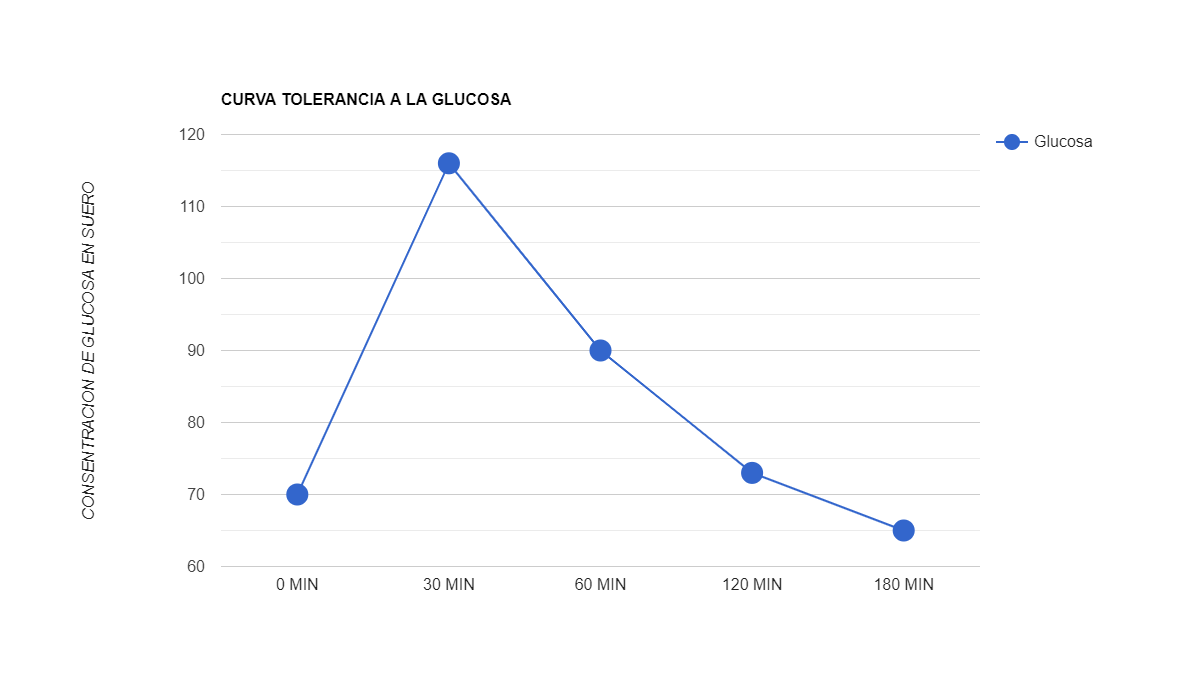 CURVA TOLERANCIA A LA GLUCOSA
Glucosa
CONSENTRACION DE GLUCOSA EN SUERO
120
110
100
90
80
70
60
0 MIN
30 MIN
60 MIN
120 MIN
180 MIN